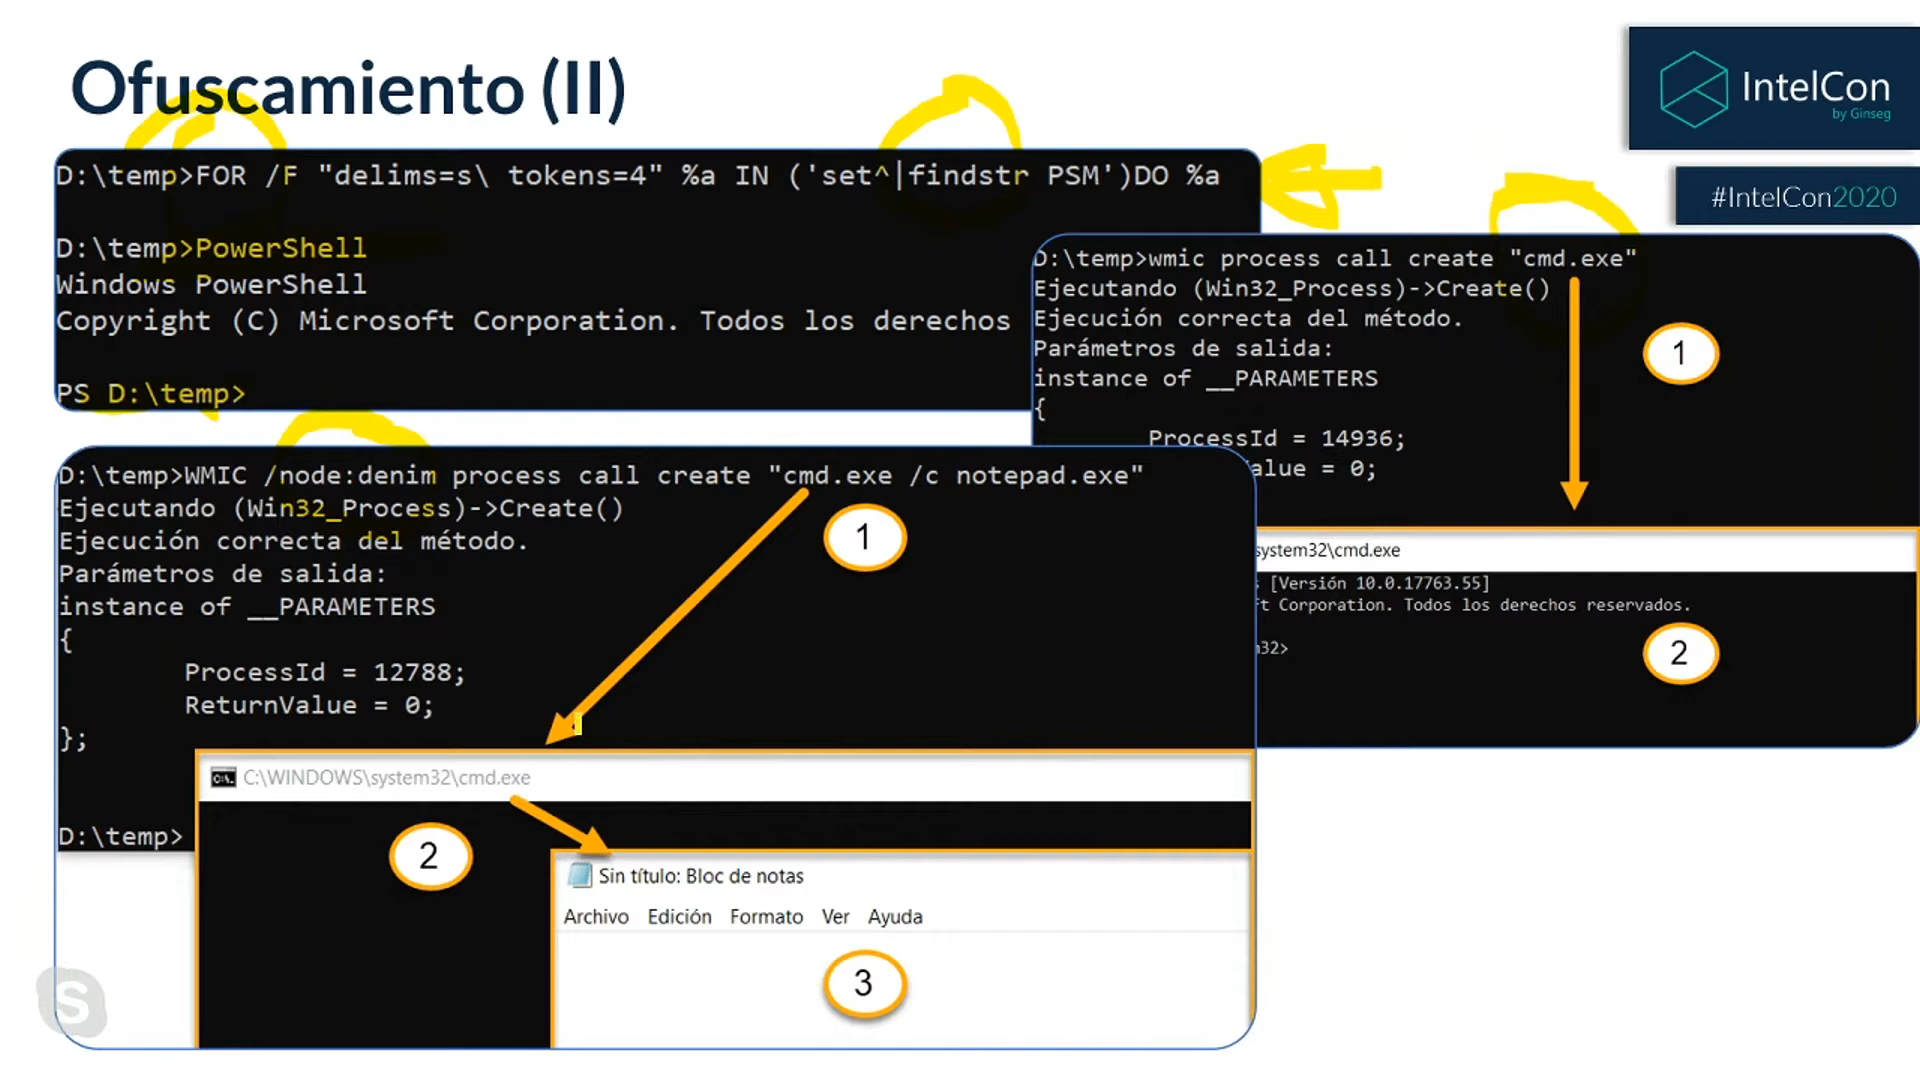 Ofuscamiento (II)
IntelCon
by Ginseg
#IntelCon2020
D:\temp>FOR /F "delims=s\ tokens=4" %a IN ('set^|findstr PSM')DO %a
D:\temp>PowerShell
Windows PowerShell
Copyright (C) Microsoft Corporation. Todos los derechos
PS D:\temp>
D:\temp>wmic process call create "cmd.exe"
Ejecutando (Win32_Process)->Create()
Ejecución correcta del método.
Parámetros de salida:
instance of __PARAMETERS
{
ProcessId = 14936;
alue = 0;
1
system32\cmd.exe
[Versión 10.0.17763.55]
ft Corporation. Todos los derechos reservados.
32>
2
D:\temp>WMIC /node:denim process call create "cmd.exe /c notepad.exe"
Ejecutando (Win32_Process)->Create()
Ejecución correcta del método.
Parámetros de salida:
instance of __PARAMETERS
{
ProcessId = 12788;
ReturnValue = 0;
};
1
D:\temp>
C:\WINDOWS\system32\cmd.exe
2
Sin título: Bloc de notas
Archivo Edición Formato Ver Ayuda
3
S